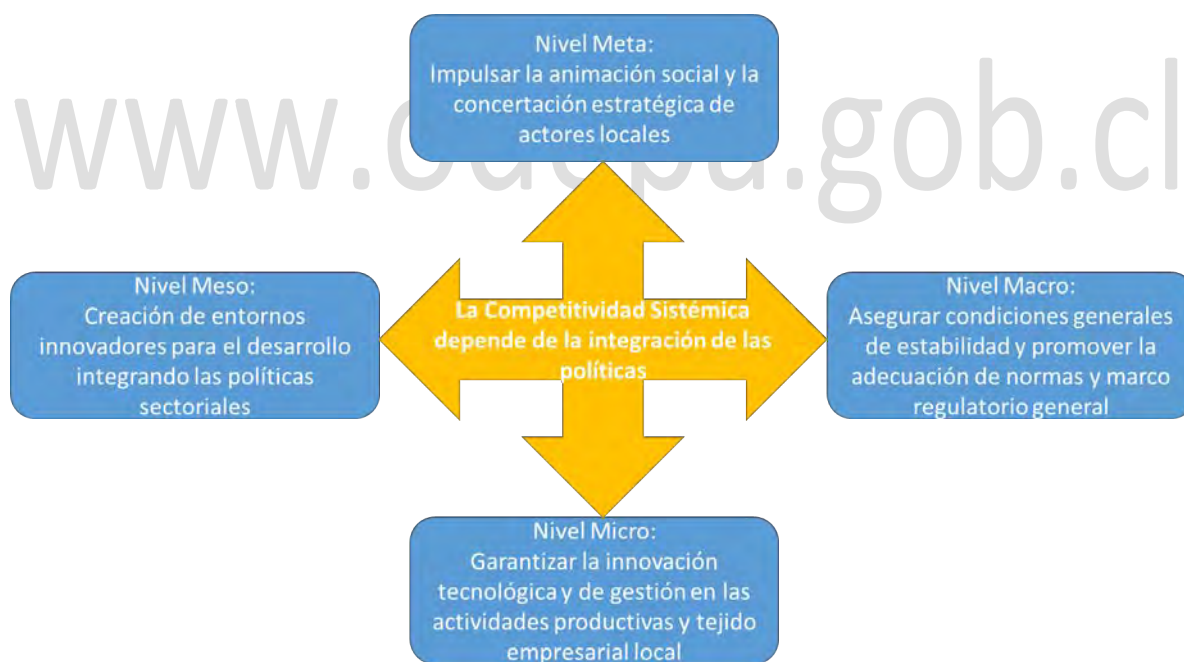 Nivel Meta:
Impulsar la animación social y la
concertación estratégica de
actores locales
www.odepa.gob.cl
Nivel Meso:
Creación de entornos
innovadores para el desarrollo
integrando las políticas
sectoriales
La Competitividad Sistémica
depende de la integración de las
políticas
Nivel Macro:
Asegurar condiciones generales
de estabilidad y promover la
adecuación de normas y marco
regulatorio general
Nivel Micro:
Garantizar la innovación
tecnológica y de gestión en las
actividades productivas y tejido
empresarial local